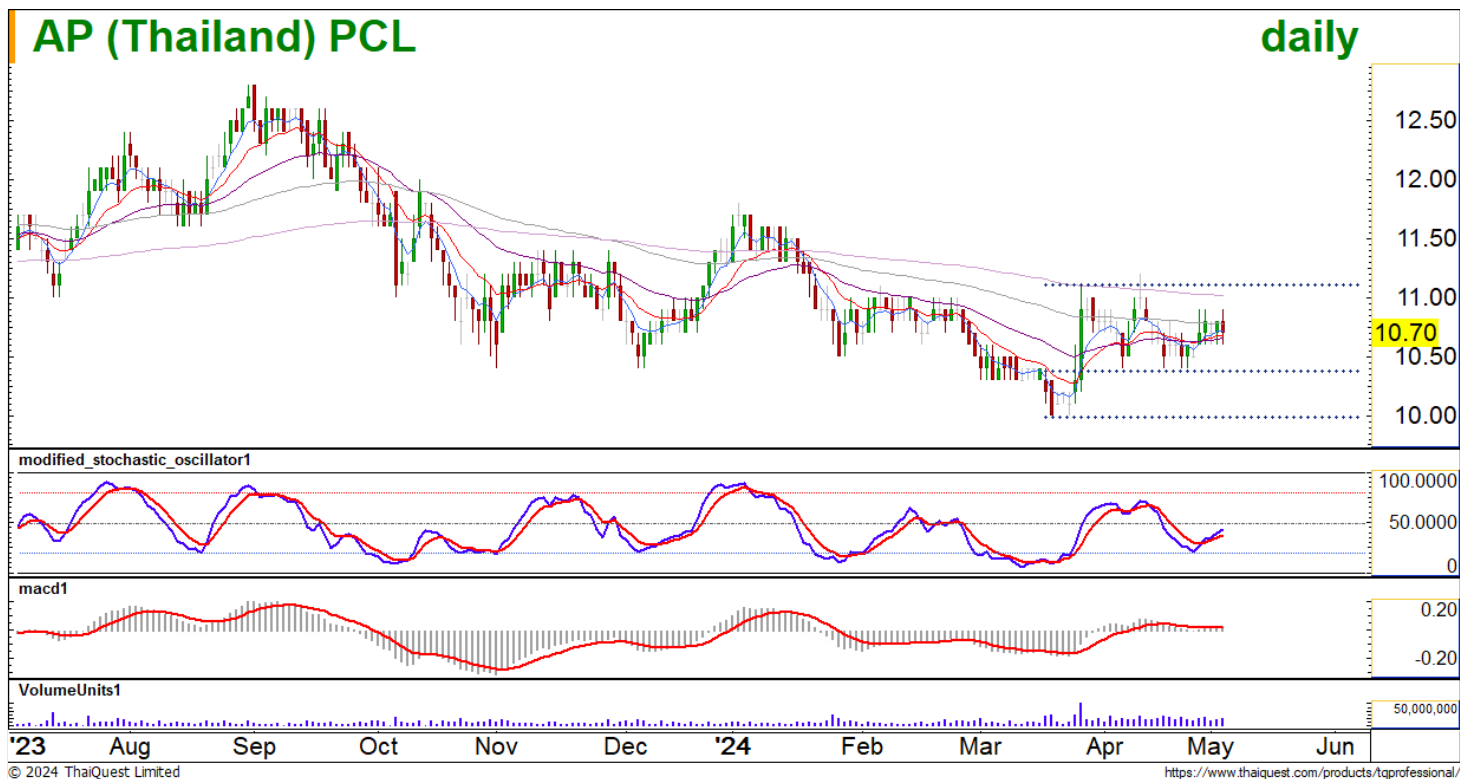 AP (Thailand) PCL daily
12.50
12.00
11.50
11.00
10.70
10.50
10.00
modified_stochastic_oscillator1
100.0000
50.0000
0
macd1
0.20
-0.20
VolumeUnits1
50,000,000
'23 Aug Sep Oct Nov Dec '24 Feb Mar Apr May Jun
© 2024 ThaiQuest Limited https://www.thaiquest.com/products/tqprofessional/